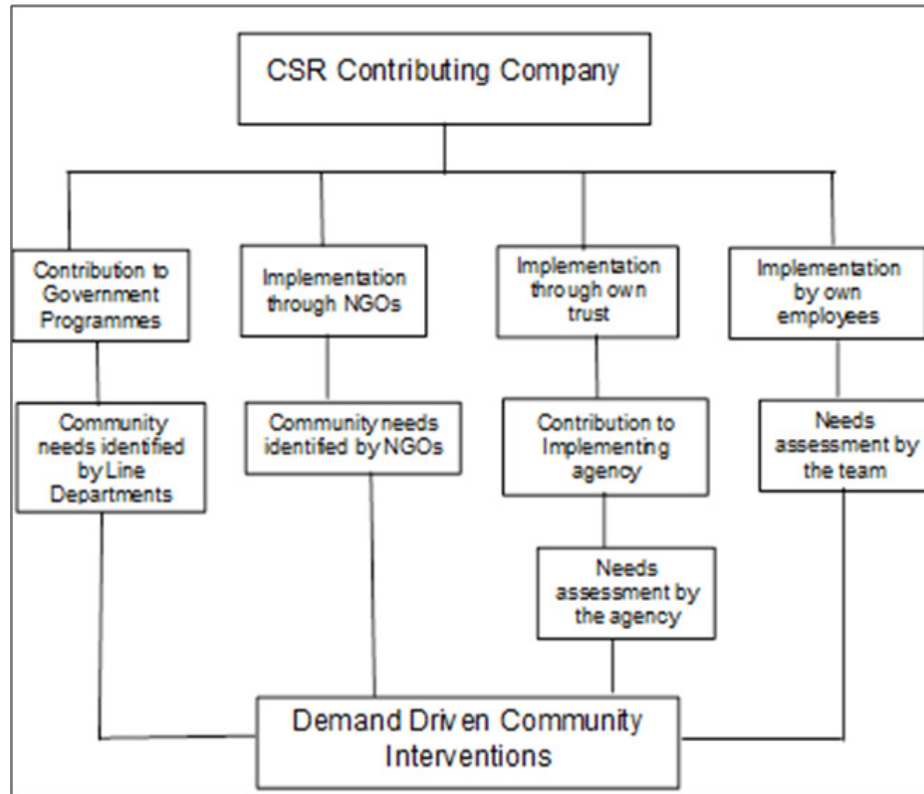 CSR Contributing Company
Contribution to
Government
Programmes
Implementation
through NGOs
Implementation
through own
trust
Implementation
by own
employees
Community
needs identified
by Line
Departments
Community needs
identified by NGOs
Contribution to
Implementing
agency
Needs
assessment by
the team
Needs
assessment by
the agency
Demand Driven Community
Interventions